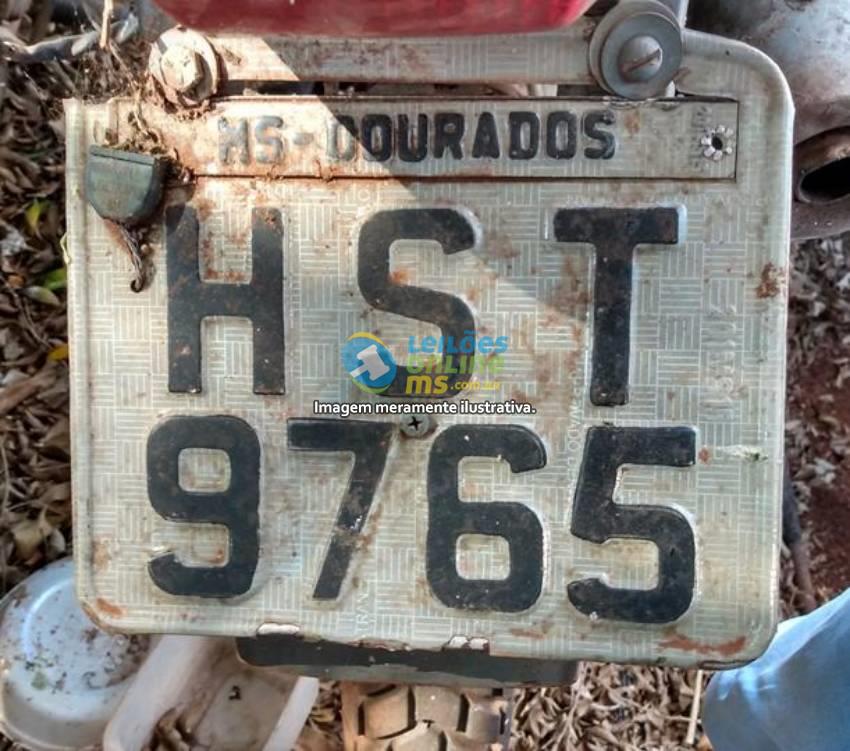 MS-DOURADOS
HST
LEILÕES
ONLINE
MS.com.br
Imagem meramente ilustrativa.
9765